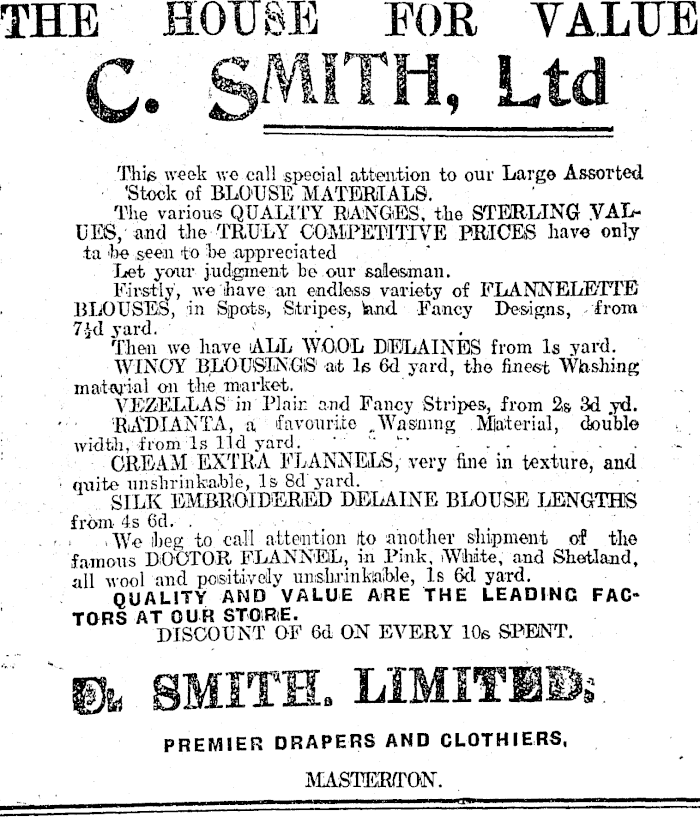 THE HOUSE FOR VALUE
C. SMITH, Ltd
This week we call special attention to our Large Assorted
Stock of BLOUSE MATERIALS.
The various QUALITY RANGES, the STERLING VAL-
UES, and the TRULY COMPETITIVE PRICES have only
ta be seen to be appreciated
Let your judgment be our salesman.
Firstly, we have an endless variety of FLANNELETTE
BLOUSES, in Spots, Stripes, and Fancy Designs, from
7½d yard.
Then we have ALL WOOL DELAINES from 1s yard.
WINCY BLOUSINGS at 1s 6d yard, the finest Washing
material on the market.
VEZELLAS in Plain and Fancy Stripes, from 2s 3d yd.
RADIANTA, a favourite Washing Material, double
width, from 1s 11d yard.
CREAM EXTRA FLANNELS, very fine in texture, and
quite unshrinkable, 1s 8d yard.
SILK EMBROIDERED DELAINE BLOUSE LENGTHS
from 4s 6d.
We beg to call attention to another shipment of the
famous DOCTOR FLANNEL, in Pink, White, and Shetland,
all wool and positively unshrinkable, 1s 6d yard.
QUALITY AND VALUE ARE THE LEADING FAC-
TORS AT OUR STORE.
DISCOUNT OF 6d ON EVERY 10s SPENT.
SMITH, LIMITED,
PREMIER DRAPERS AND CLOTHIERS,
MASTERTON.